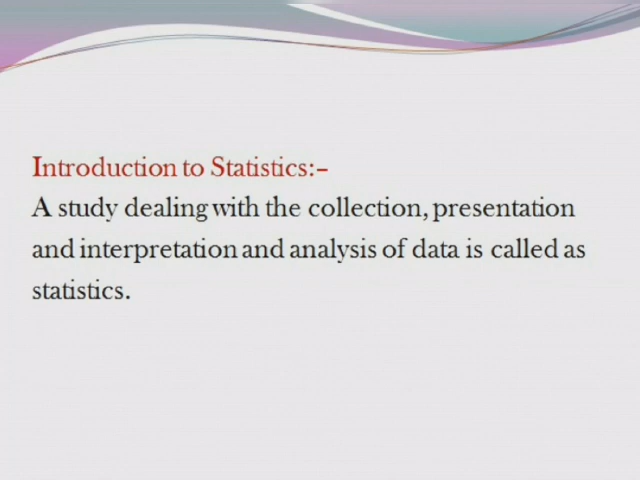 Introduction to Statistics:-
A study dealing with the collection, presentation
and interpretation and analysis of data is called as
statistics.